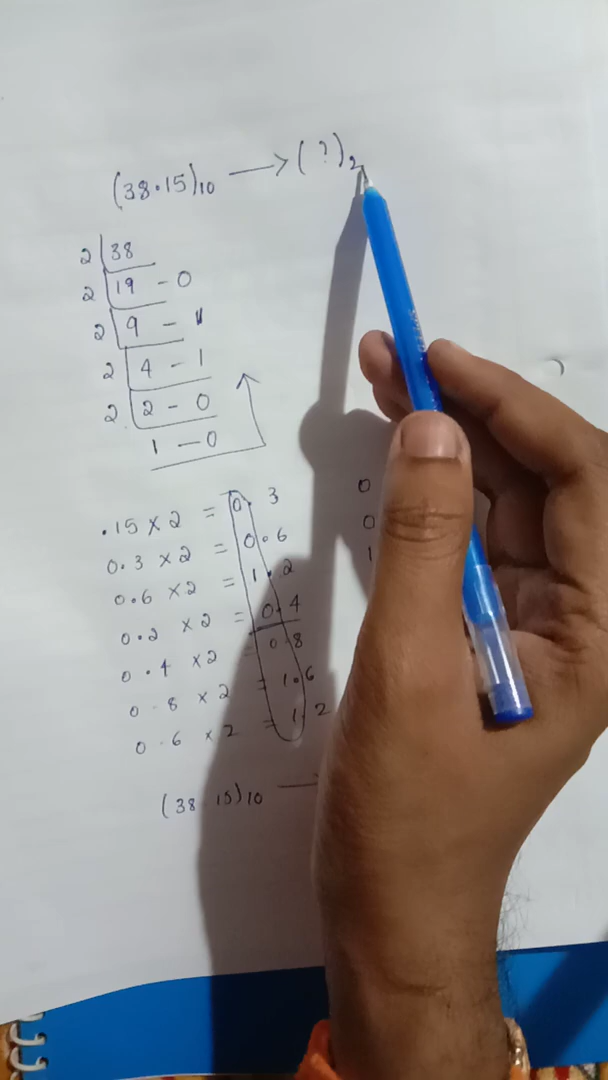 (38.15)10 → (?)2
2 38
2 19 - 0
2 9 - 1
2 4 - 1
2 2 - 0
1 - 0
.15 × 2 = 0.3
0.3 × 2 = 0.6
0.6 × 2 = 1.2
0.2 × 2 = 0.4
0.4 × 2 = 0.8
0.8 × 2 = 1.6
0.6 × 2 = 1.2
0
0
1
(38.15)10 →